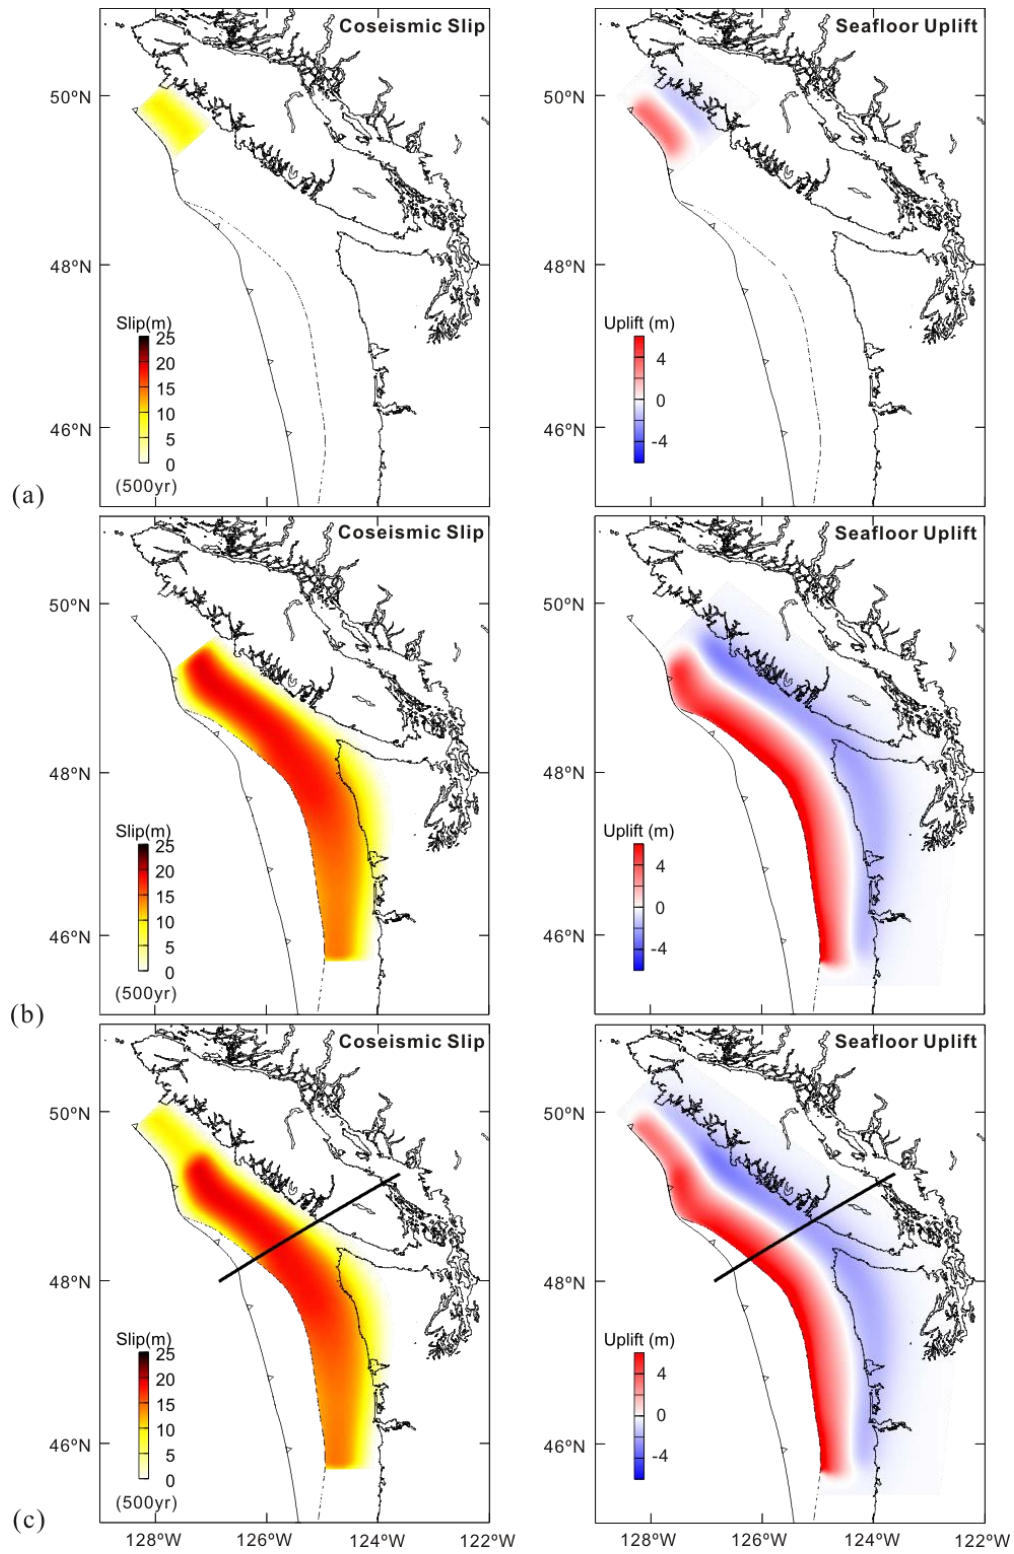 Coseismic Slip
Seafloor Uplift
50°N
50°N
48°N
48°N
Slip(m)
25
20
15
10
5
0
(500yr)
Uplift (m)
4
0
-4
46°N
46°N
(a)
Coseismic Slip
Seafloor Uplift
50°N
50°N
48°N
48°N
Slip(m)
25
20
15
10
5
0
(500yr)
Uplift (m)
4
0
-4
46°N
46°N
(b)
Coseismic Slip
Seafloor Uplift
50°N
50°N
48°N
48°N
Slip(m)
25
20
15
10
5
0
(500yr)
Uplift (m)
4
0
-4
46°N
46°N
(c)
128°W 126°W 124°W 122°W
128°W 126°W 124°W 122°W